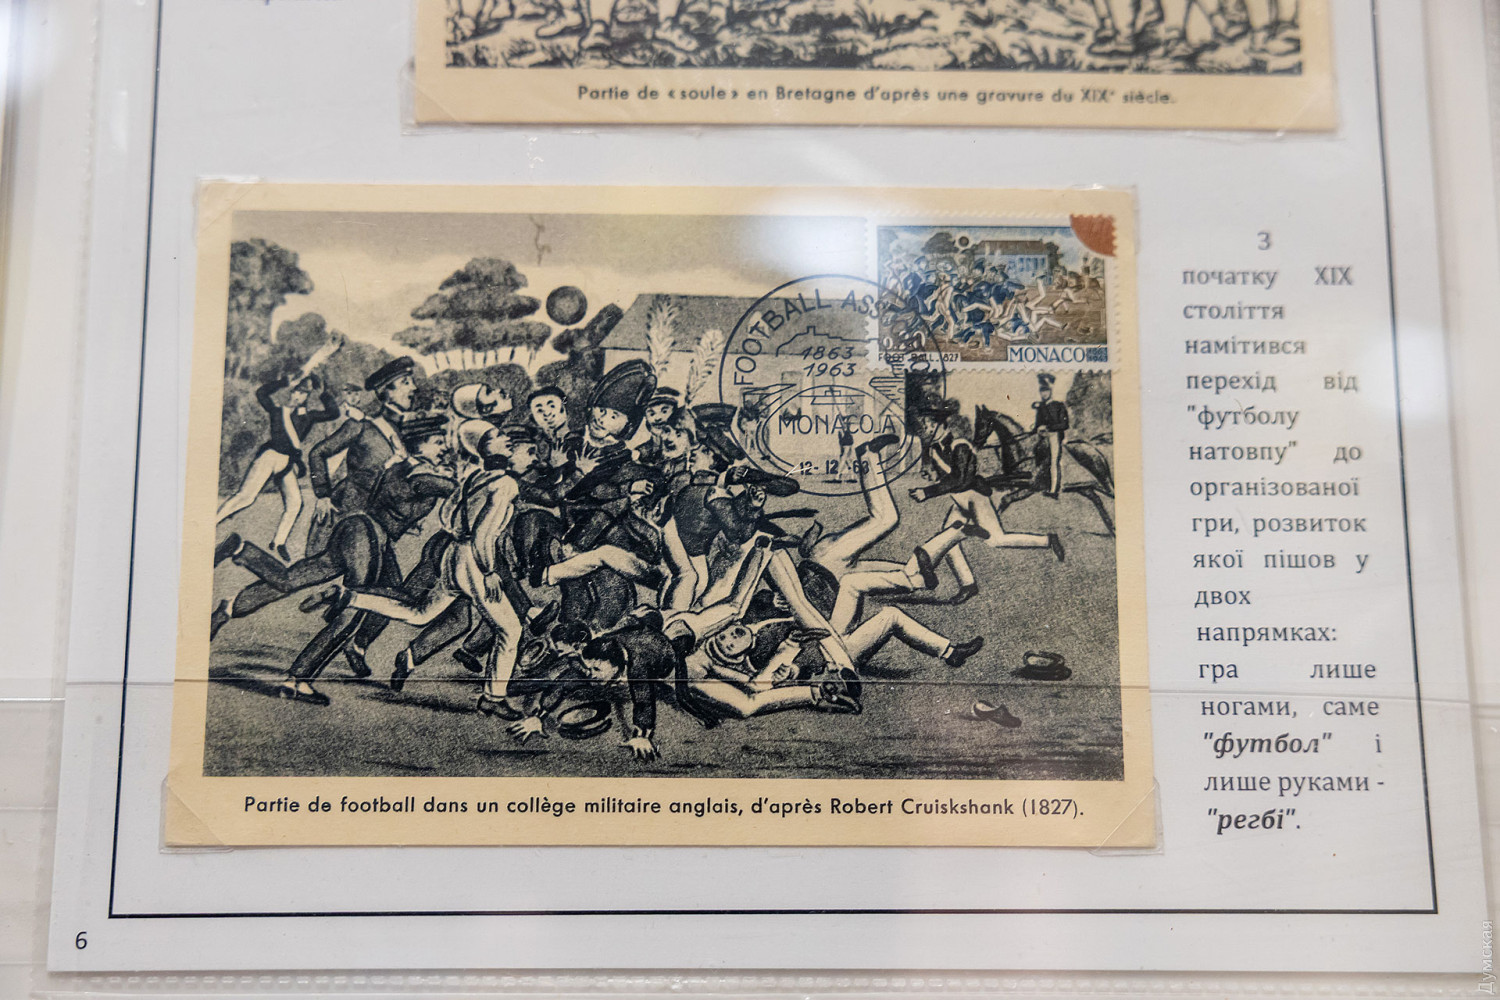 Partie de « soule » en Bretagne d'après une gravure du XIXᵉ siècle.
FOOTBALL ASS
1863
1963
MONACO
12-12-63
MONACO
Partie de football dans un collège militaire anglais, d'après Robert Cruiskshank (1827).
З
початку XIX
століття
намітився
перехід від
"футболу
натовпу" до
організованої
гри, розвиток
якої пішов у
двох
напрямках:
гра лише
ногами, саме
"футбол" і
лише руками -
"регбі".
6
Думская